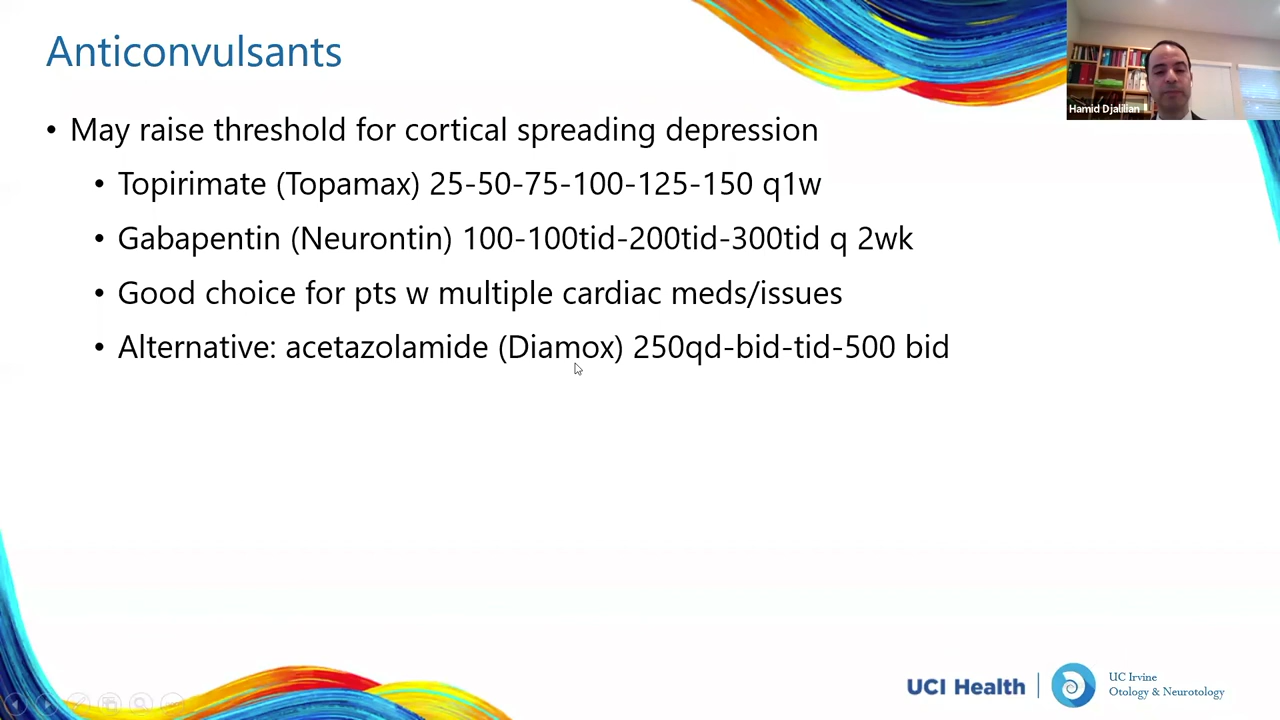 Anticonvulsants
Hamid Djalilian
• May raise threshold for cortical spreading depression
• Topirimate (Topamax) 25-50-75-100-125-150 q1w
• Gabapentin (Neurontin) 100-100tid-200tid-300tid q 2wk
• Good choice for pts w multiple cardiac meds/issues
• Alternative: acetazolamide (Diamox) 250qd-bid-tid-500 bid
UCI Health
UC Irvine
Otology & Neurotology